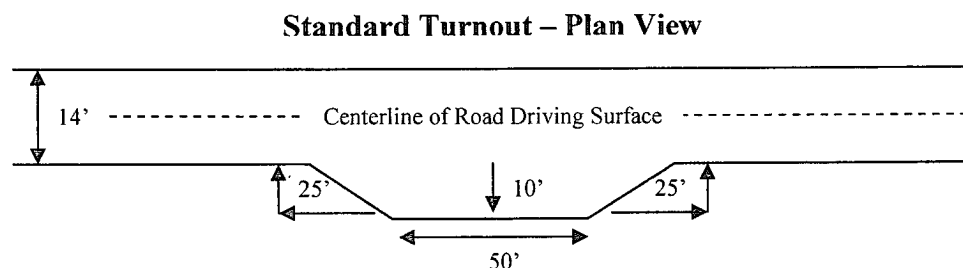 Standard Turnout – Plan View
14’
Centerline of Road Driving Surface
25’
10’
25’
50’